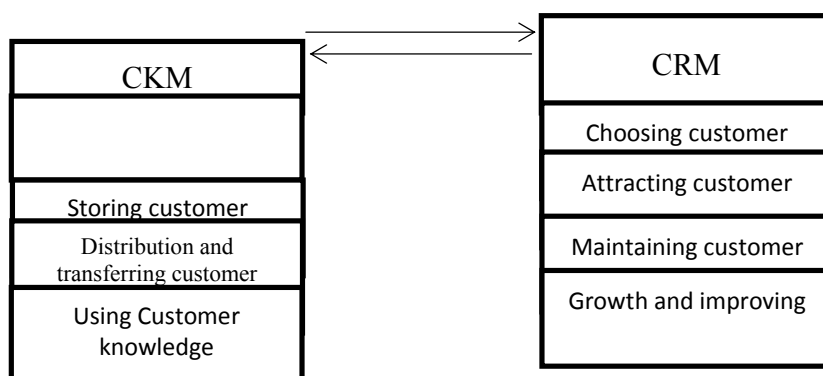 CKM
Storing customer
Distribution and
transferring customer
Using Customer
knowledge
CRM
Choosing customer
Attracting customer
Maintaining customer
Growth and improving